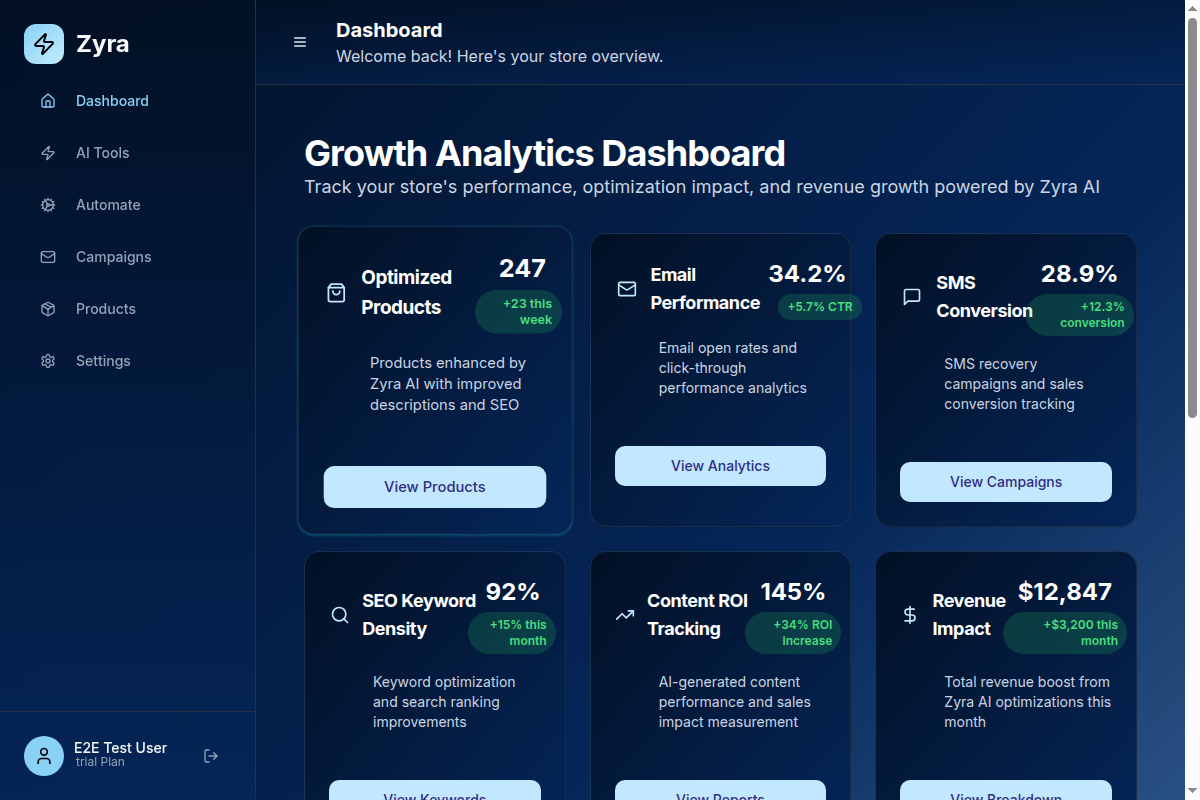 Zyra
Dashboard
AI Tools
Automate
Campaigns
Products
Settings
E2E Test User
trial Plan
Dashboard
Welcome back! Here's your store overview.
Growth Analytics Dashboard
Track your store's performance, optimization impact, and revenue growth powered by Zyra AI
Optimized
Products
247
+23 this
week
Products enhanced by
Zyra AI with improved
descriptions and SEO
View Products
Email
Performance
34.2%
+5.7% CTR
Email open rates and
click-through
performance analytics
View Analytics
SMS
Conversion
28.9%
+12.3%
conversion
SMS recovery
campaigns and sales
conversion tracking
View Campaigns
SEO Keyword
Density
92%
+15% this
month
Keyword optimization
and search ranking
improvements
View Keywords
Content ROI
Tracking
145%
+34% ROI
increase
AI-generated content
performance and sales
impact measurement
View Reports
Revenue
Impact
$12,847
+$3,200 this
month
Total revenue boost from
Zyra AI optimizations this
month
View Breakdown